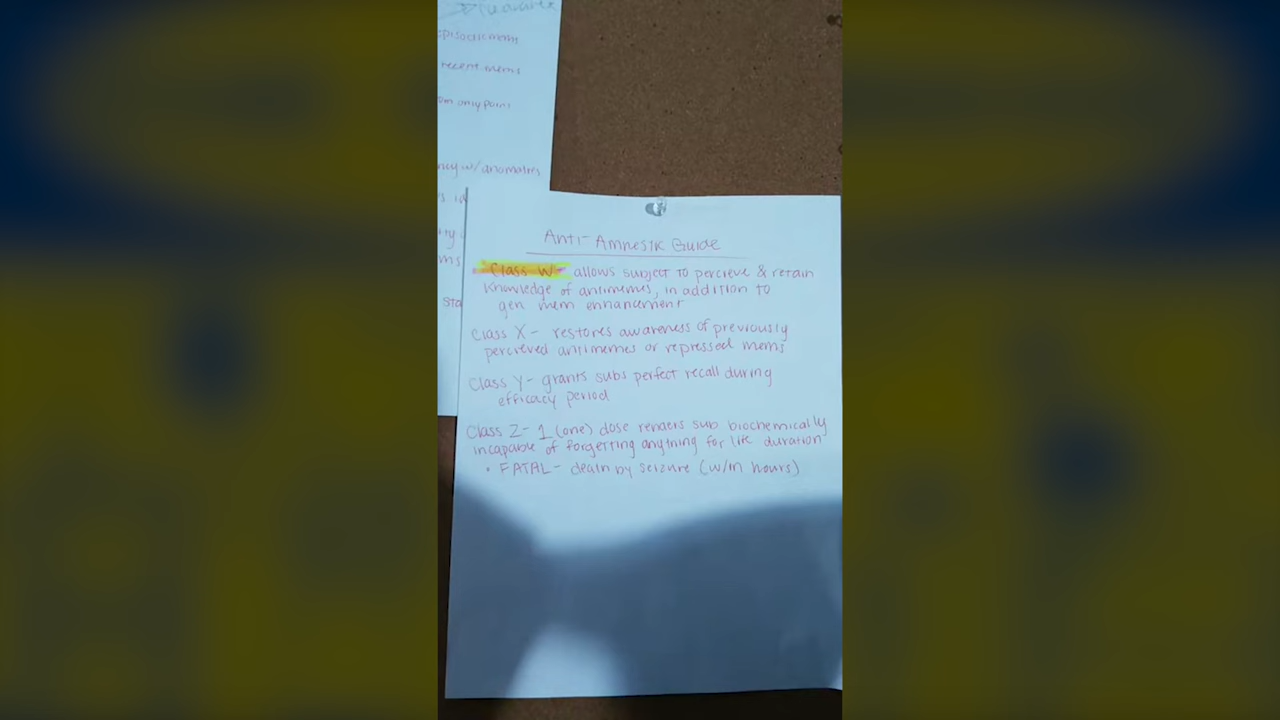 episodic mem
recent mems
only point
w/ anomalies
sta
Anti-Amnestic Guide
Class W - allows subject to percieve & retain
knowledge of antimemes, in addition to
gen mem enhancement
Class X - restores awareness of previously
percieved antimemes or repressed mems
Class Y - grants subs perfect recall during
efficacy period
Class Z - 1 (one) dose renders sub biochemically
incapable of forgetting anything for life duration
• FATAL - death by seizure (w/in hours)